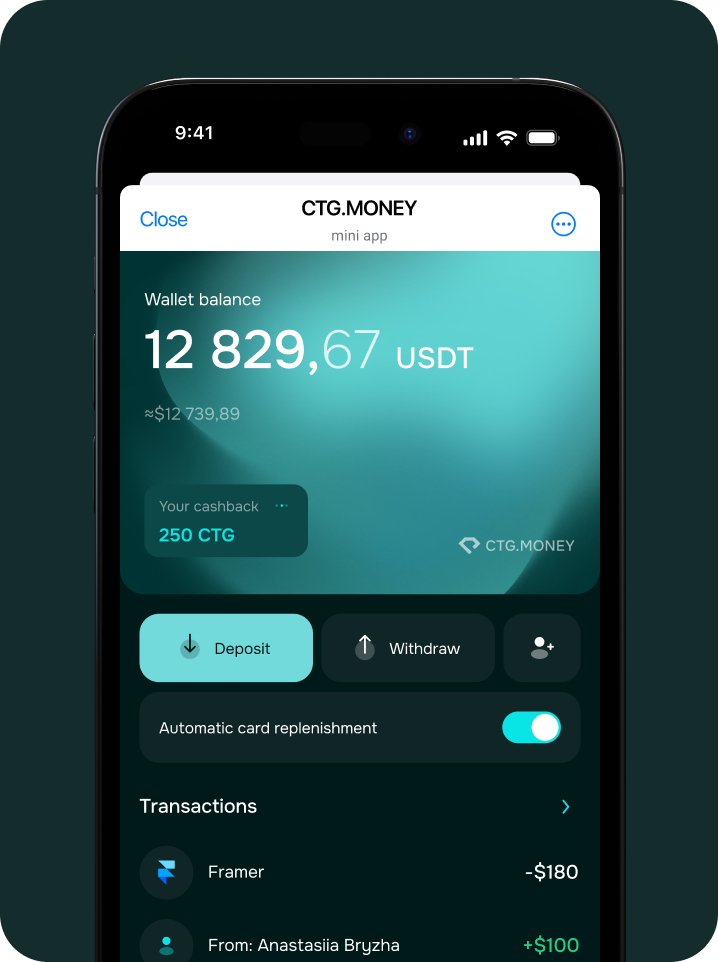 9:41
Close
CTG.MONEY
mini app
Wallet balance
12 829,67 USDT
≈$12 739,89
Your cashback
250 CTG
CTG.MONEY
Deposit
Withdraw
Automatic card replenishment
Transactions
Framer
-$180
From: Anastasiia Bryzha
+$100